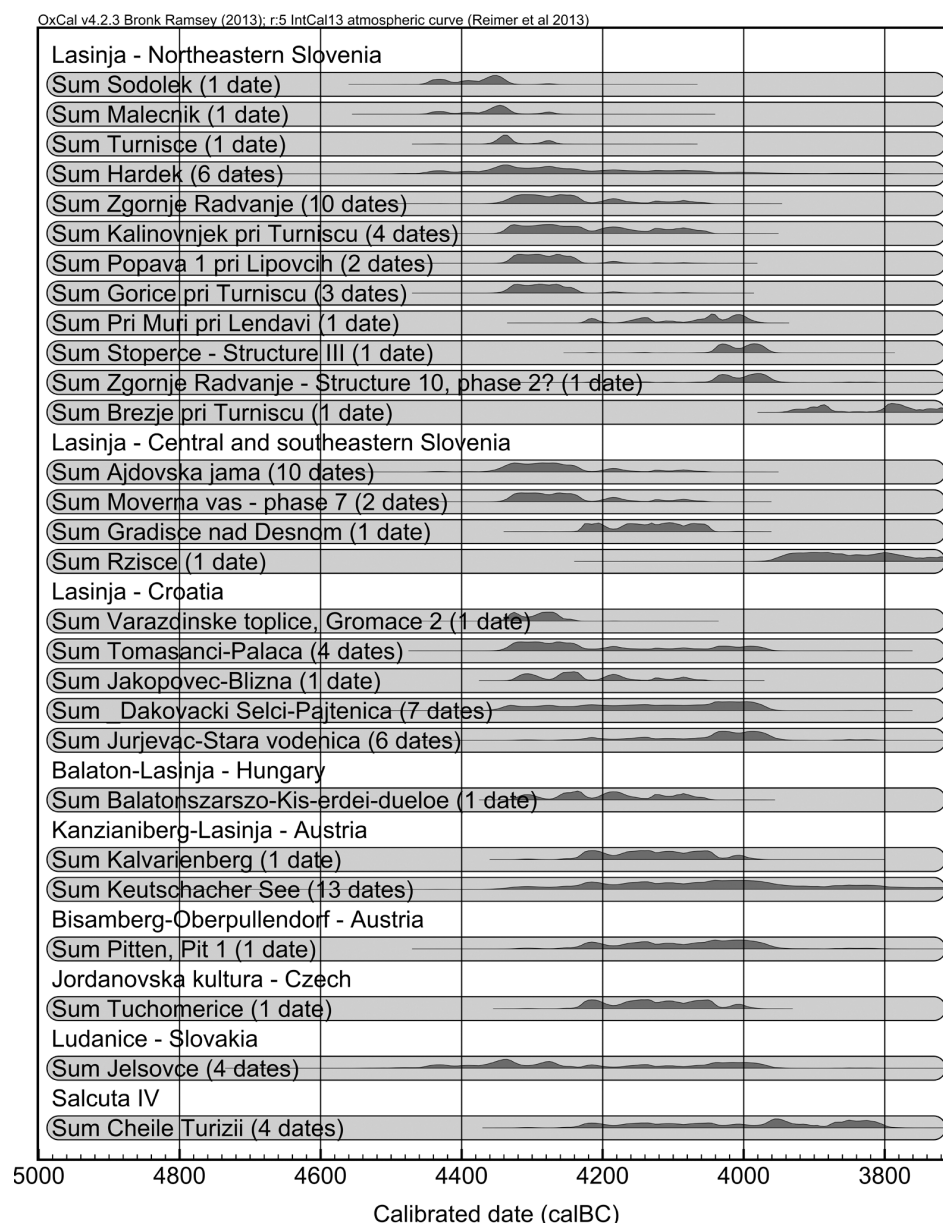 OxCal v4.2.3 Bronk Ramsey (2013); r:5 IntCal13 atmospheric curve (Reimer et al 2013)
Lasinja - Northeastern Slovenia
Sum Sodolek (1 date)
Sum Malecnik (1 date)
Sum Turnisce (1 date)
Sum Hardek (6 dates)
Sum Zgornje Radvanje (10 dates)
Sum Kalinovnjek pri Turniscu (4 dates)
Sum Popava 1 pri Lipovcih (2 dates)
Sum Gorice pri Turniscu (3 dates)
Sum Pri Muri pri Lendavi (1 date)
Sum Stoperce - Structure III (1 date)
Sum Zgornje Radvanje - Structure 10, phase 2? (1 date)
Sum Brezje pri Turniscu (1 date)
Lasinja - Central and southeastern Slovenia
Sum Ajdovska jama (10 dates)
Sum Moverna vas - phase 7 (2 dates)
Sum Gradisce nad Desnom (1 date)
Sum Rzisce (1 date)
Lasinja - Croatia
Sum Varazdinske toplice, Gromace 2 (1 date)
Sum Tomasanci-Palaca (4 dates)
Sum Jakopovec-Blizna (1 date)
Sum _Dakovacki Selci-Pajtenica (7 dates)
Sum Jurjevac-Stara vodenica (6 dates)
Balaton-Lasinja - Hungary
Sum Balatonszarszo-Kis-erdei-dueloe (1 date)
Kanzianiberg-Lasinja - Austria
Sum Kalvarienberg (1 date)
Sum Keutschacher See (13 dates)
Bisamberg-Oberpullendorf - Austria
Sum Pitten, Pit 1 (1 date)
Jordanovska kultura - Czech
Sum Tuchomerice (1 date)
Ludanice - Slovakia
Sum Jelsovce (4 dates)
Salcuta IV
Sum Cheile Turizii (4 dates)
5000 4800 4600 4400 4200 4000 3800
Calibrated date (calBC)